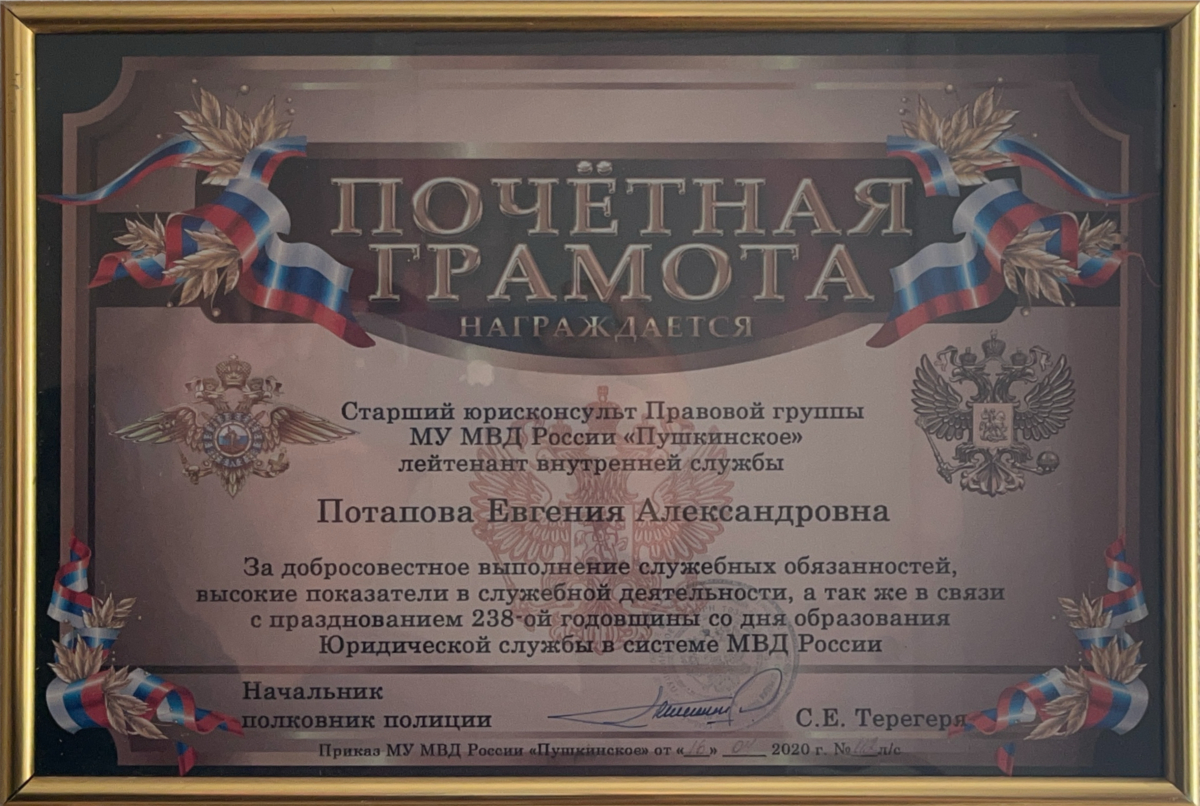 ПОЧЁТНАЯ
ГРАМОТА
НАГРАЖДАЕТСЯ
Старший юрисконсульт Правовой группы
МУ МВД России «Пушкинское»
лейтенант внутренней службы
Потапова Евгения Александровна
За добросовестное выполнение служебных обязанностей,
высокие показатели в служебной деятельности, а так же в связи
с празднованием 238-ой годовщины со дня образования
Юридической службы в системе МВД России
Начальник
полковник полиции С.Е. Терегеря
Приказ МУ МВД России «Пушкинское» от «16» 04 2020 г. № л/с